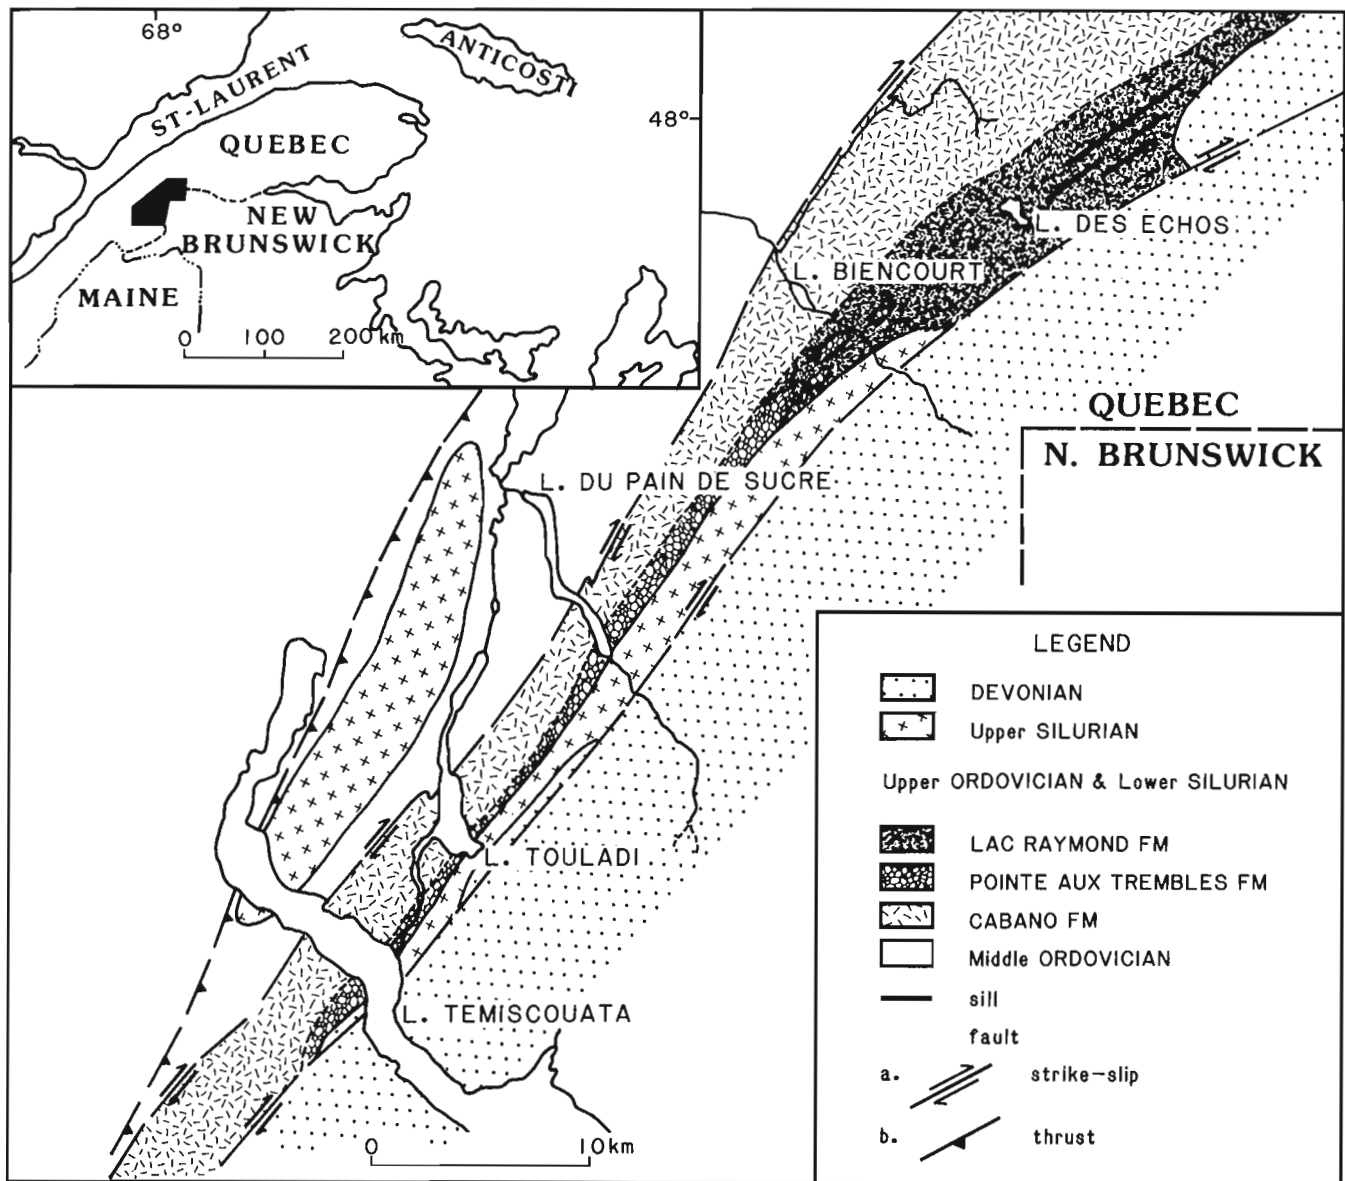 68°
ANTICOSTI
ST-LAURENT
48°
QUEBEC
NEW
BRUNSWICK
MAINE
0 100 200 km
L. DES ECHOS
L. BIENCOURT
QUEBEC
N. BRUNSWICK
L. DU PAIN DE SUCRE
L. TOULADI
L. TEMISCOUATA
0 10 km
LEGEND
DEVONIAN
Upper SILURIAN
Upper ORDOVICIAN & Lower SILURIAN
LAC RAYMOND FM
POINTE AUX TREMBLES FM
CABANO FM
Middle ORDOVICIAN
sill
fault
a. strike-slip
b. thrust